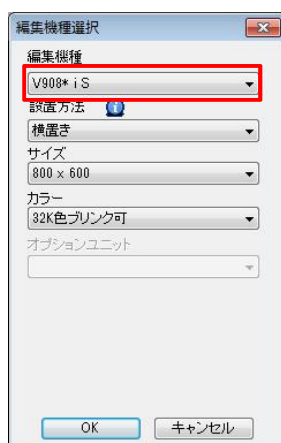 編集機種選択
編集機種
V908* i S
設置方法
横置き
サイズ
800 x 600
カラー
32K色ブリンク可
オプションユニット
OK キャンセル